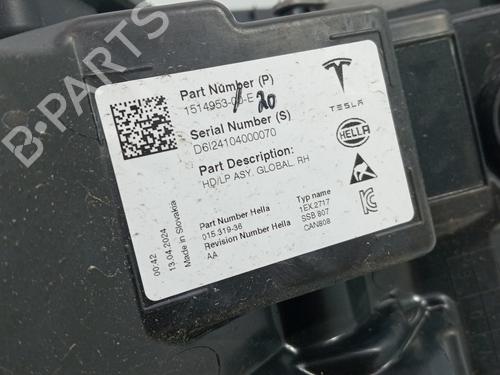 B-PARTS
Part Number (P)
1514953-00-E 20
TESLA
Serial Number (S)
D6I24104000070
HELLA
Part Description:
HD/LP ASY. GLOBAL. RH
Part Number Hella
015.319-36
Revision Number Hella
AA
Typ name
1EX.2717
SSB 807
CAN808
00:42
13.04.2024
Made in Slovakia